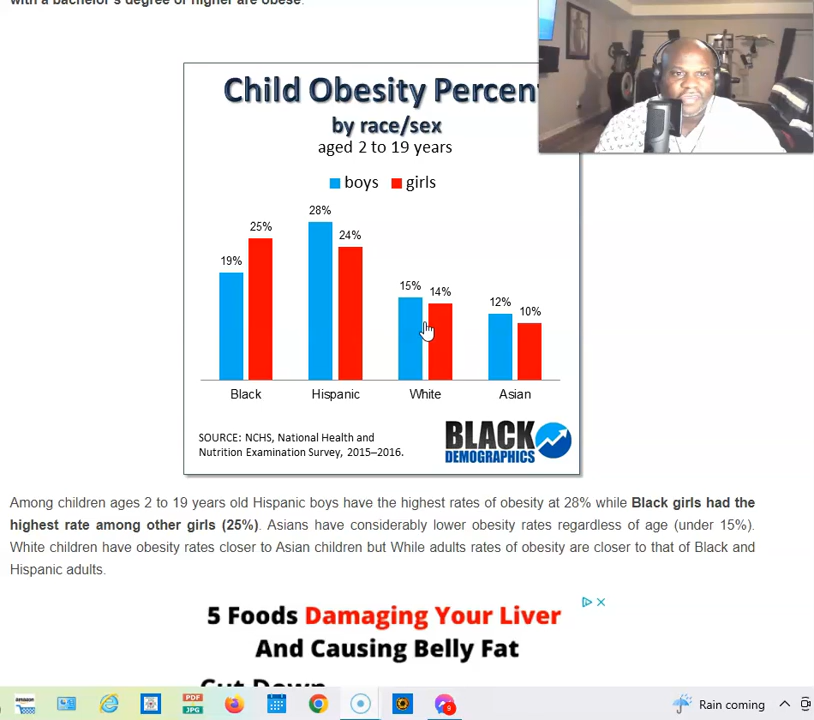 with a bachelor's degree or higher are obese.
Child Obesity Percen
by race/sex
aged 2 to 19 years
boys girls
28%
25%
24%
19%
15%
14%
12%
10%
Black Hispanic White Asian
SOURCE: NCHS, National Health and
Nutrition Examination Survey, 2015–2016.
BLACK
DEMOGRAPHICS
Among children ages 2 to 19 years old Hispanic boys have the highest rates of obesity at 28% while Black girls had the
highest rate among other girls (25%). Asians have considerably lower obesity rates regardless of age (under 15%).
White children have obesity rates closer to Asian children but While adults rates of obesity are closer to that of Black and
Hispanic adults.
5 Foods Damaging Your Liver
And Causing Belly Fat
Cut Down
amazon
PDF
JPG
9
Rain coming